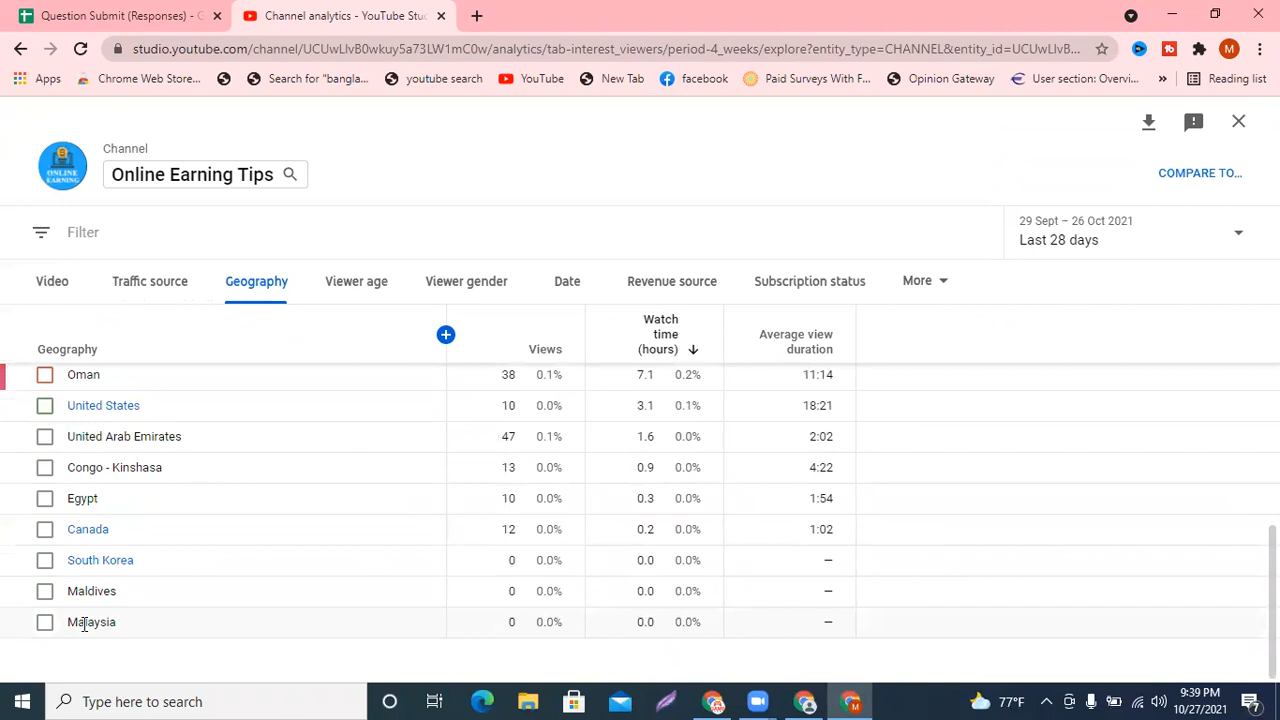 Question Submit (Responses) - G
Channel analytics - YouTube Stu
studio.youtube.com/channel/UCUwLlvB0wkuy5a73LW1mC0w/analytics/tab-interest_viewers/period-4_weeks/explore?entity_type=CHANNEL&entity_id=UCUwLlvB...
M
Apps
Chrome Web Store...
Search for "bangla...
youtube search
YouTube
New Tab
facebook
Paid Surveys With F...
Opinion Gateway
User section: Overvi...
»
Reading list
Channel
Online Earning Tips
ONLINE
EARNING
COMPARE TO...
Filter
29 Sept – 26 Oct 2021
Last 28 days
Video Traffic source Geography Viewer age Viewer gender Date Revenue source Subscription status More
Geography Views Watch time (hours) Average view duration
Oman 38 0.1% 7.1 0.2% 11:14
United States 10 0.0% 3.1 0.1% 18:21
United Arab Emirates 47 0.1% 1.6 0.0% 2:02
Congo - Kinshasa 13 0.0% 0.9 0.0% 4:22
Egypt 10 0.0% 0.3 0.0% 1:54
Canada 12 0.0% 0.2 0.0% 1:02
South Korea 0 0.0% 0.0 0.0% –
Maldives 0 0.0% 0.0 0.0% –
Malaysia 0 0.0% 0.0 0.0% –
Type here to search
77°F
9:39 PM
10/27/2021
7